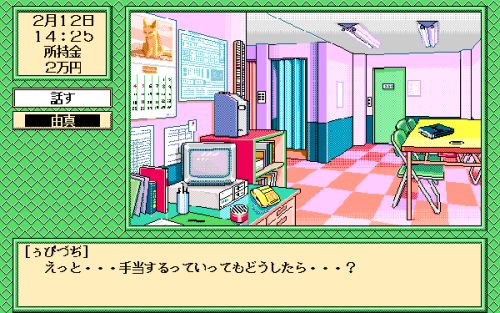 2月12日
14:25
所持金
2万円
話す
由真
[ぅぴづぢ]
えっと・・・手当するっていってもどうしたら・・・?